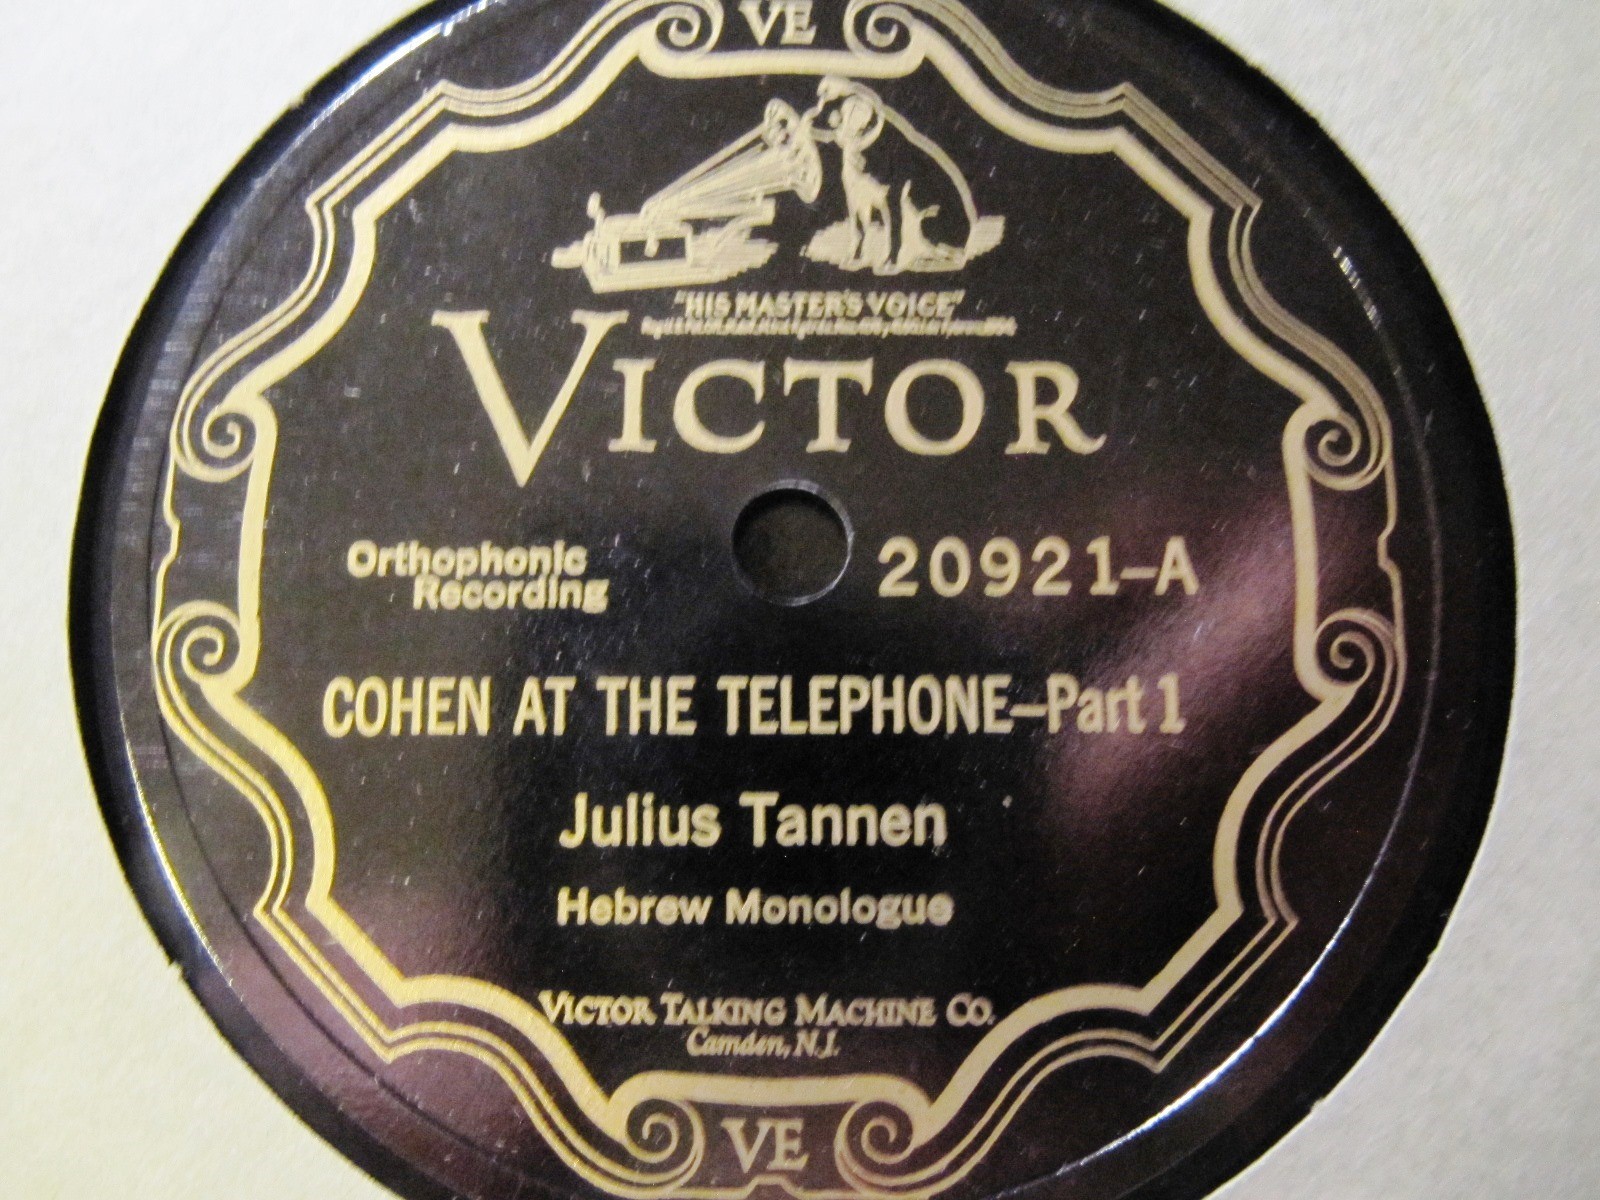 VE
"HIS MASTER'S VOICE"
VICTOR
Orthophonic
Recording
20921-A
COHEN AT THE TELEPHONE—Part 1
Julius Tannen
Hebrew Monologue
VICTOR TALKING MACHINE CO.
Camden, N.J.
VE